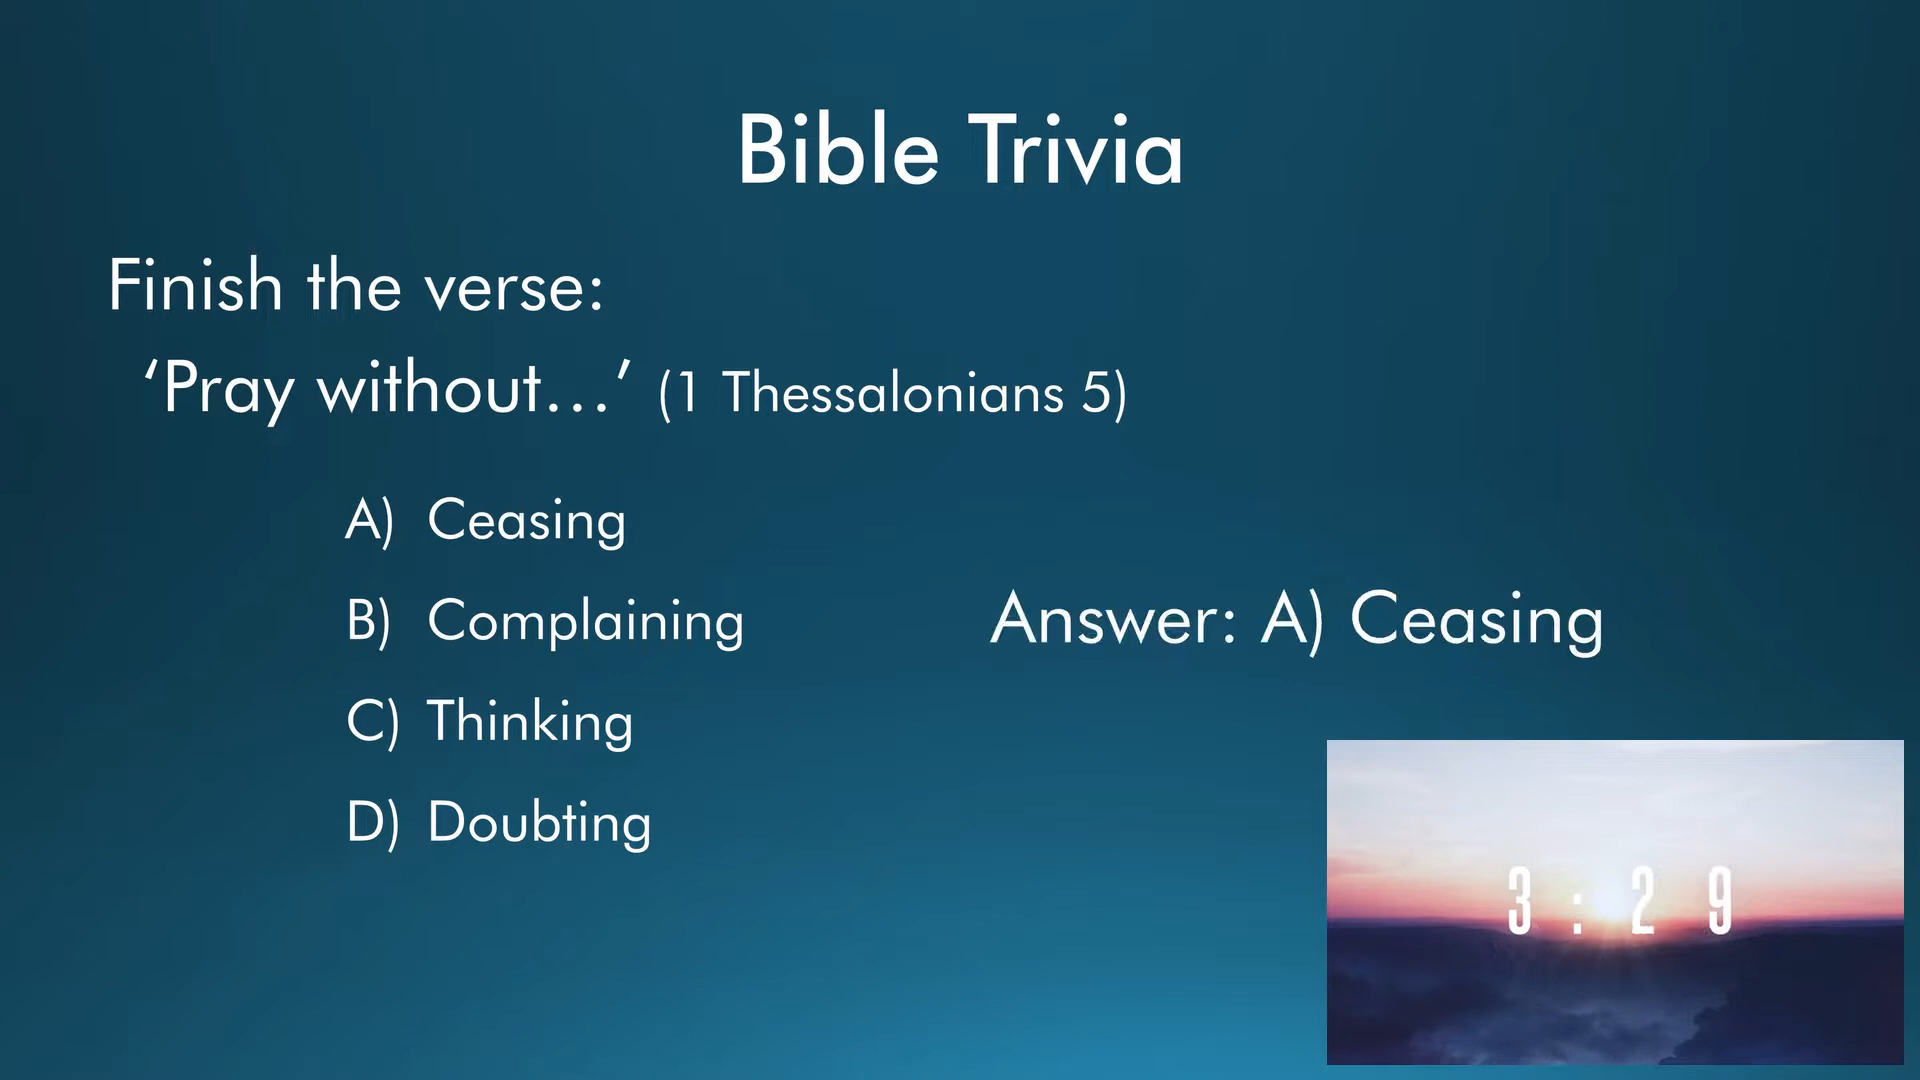 Bible Trivia
Finish the verse:
‘Pray without...’ (1 Thessalonians 5)
A) Ceasing
B) Complaining
C) Thinking
D) Doubting
Answer: A) Ceasing
3 : 2 9